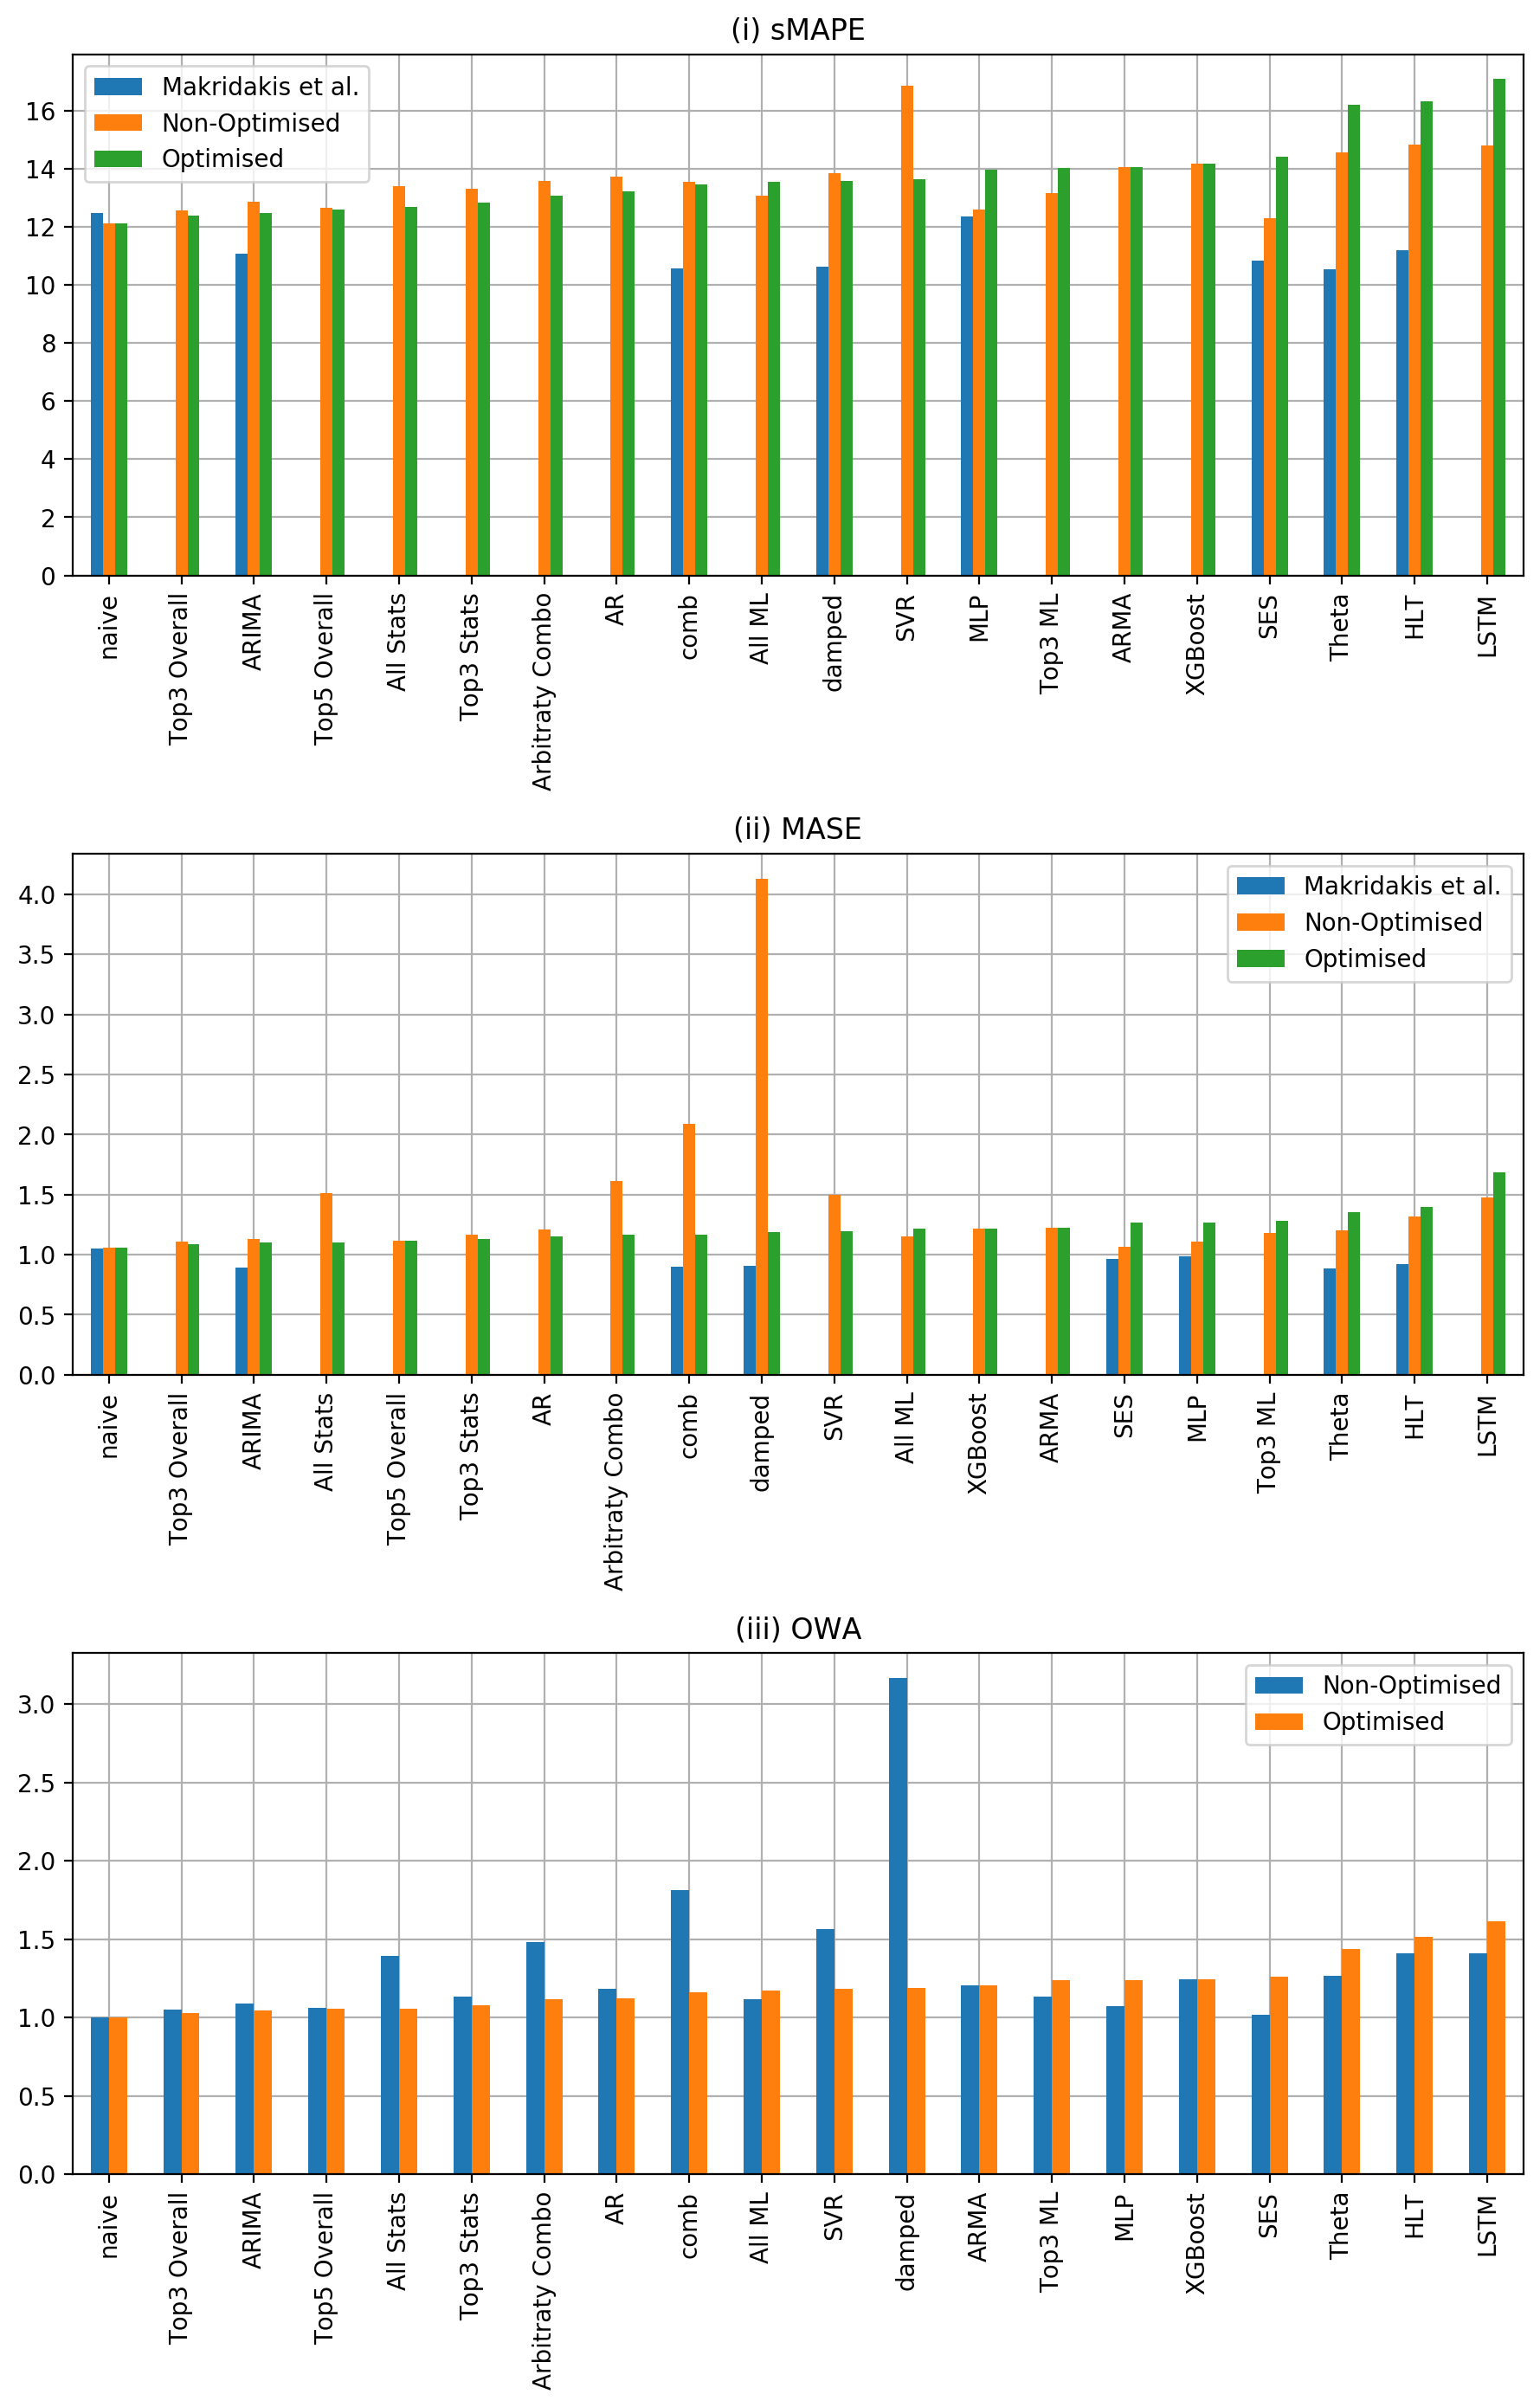 (i) sMAPE
Makridakis et al.
Non-Optimised
Optimised
16
14
12
10
8
6
4
2
0
naive
Top3 Overall
ARIMA
Top5 Overall
All Stats
Top3 Stats
Arbitraty Combo
AR
comb
All ML
damped
SVR
MLP
Top3 ML
ARMA
XGBoost
SES
Theta
HLT
LSTM
(ii) MASE
Makridakis et al.
Non-Optimised
Optimised
4.0
3.5
3.0
2.5
2.0
1.5
1.0
0.5
0.0
naive
Top3 Overall
ARIMA
All Stats
Top5 Overall
Top3 Stats
AR
Arbitraty Combo
comb
damped
SVR
All ML
XGBoost
ARMA
SES
MLP
Top3 ML
Theta
HLT
LSTM
(iii) OWA
Non-Optimised
Optimised
3.0
2.5
2.0
1.5
1.0
0.5
0.0
naive
Top3 Overall
ARIMA
Top5 Overall
All Stats
Top3 Stats
Arbitraty Combo
AR
comb
All ML
SVR
damped
ARMA
Top3 ML
MLP
XGBoost
SES
Theta
HLT
LSTM